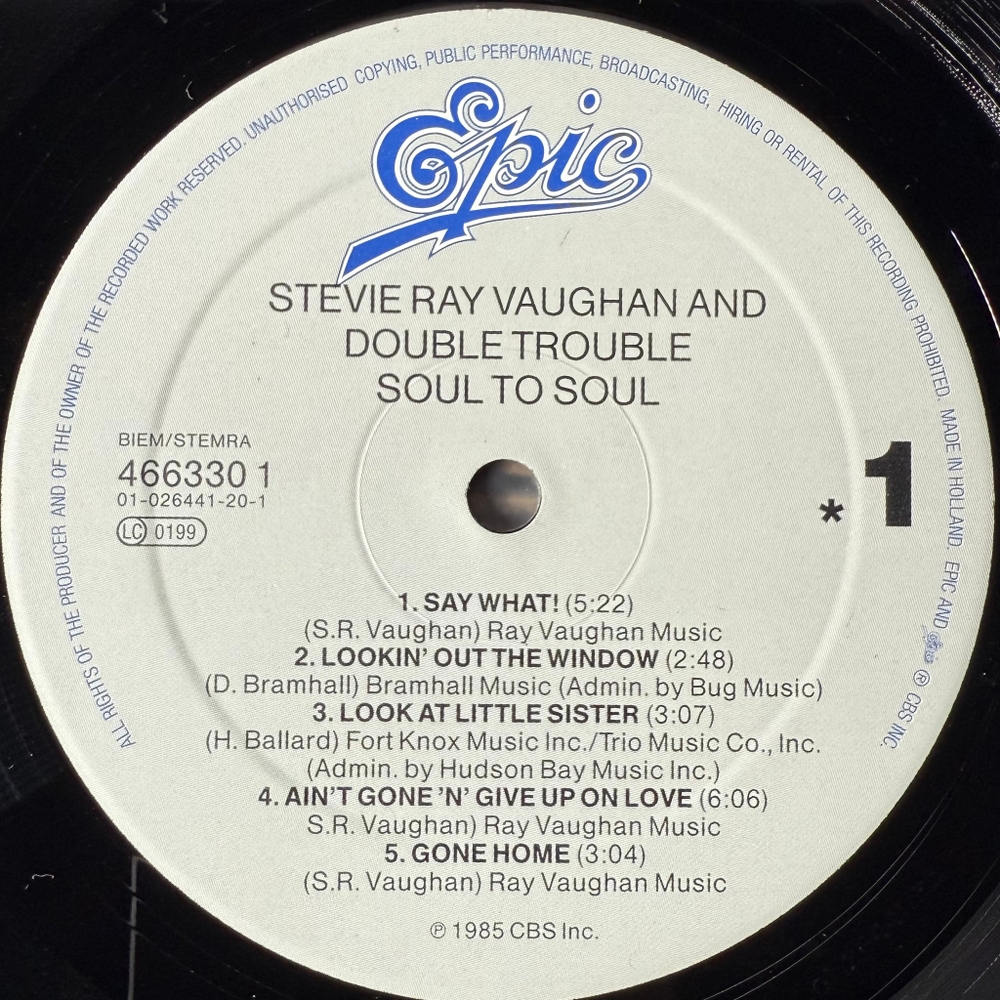 ALL RIGHTS OF THE PRODUCER AND OF THE OWNER OF THE RECORDED WORK RESERVED. UNAUTHORISED COPYING, PUBLIC PERFORMANCE, BROADCASTING, HIRING OR RENTAL OF THIS RECORDING PROHIBITED. MADE IN HOLLAND. EPIC AND Epic ® CBS INC.
Epic
STEVIE RAY VAUGHAN AND
DOUBLE TROUBLE
SOUL TO SOUL
BIEM/STEMRA
466330 1
01-026441-20-1
LC 0199
* 1
1. SAY WHAT! (5:22)
(S.R. Vaughan) Ray Vaughan Music
2. LOOKIN' OUT THE WINDOW (2:48)
(D. Bramhall) Bramhall Music (Admin. by Bug Music)
3. LOOK AT LITTLE SISTER (3:07)
(H. Ballard) Fort Knox Music Inc./Trio Music Co., Inc.
(Admin. by Hudson Bay Music Inc.)
4. AIN'T GONE 'N' GIVE UP ON LOVE (6:06)
S.R. Vaughan) Ray Vaughan Music
5. GONE HOME (3:04)
(S.R. Vaughan) Ray Vaughan Music
℗ 1985 CBS Inc.